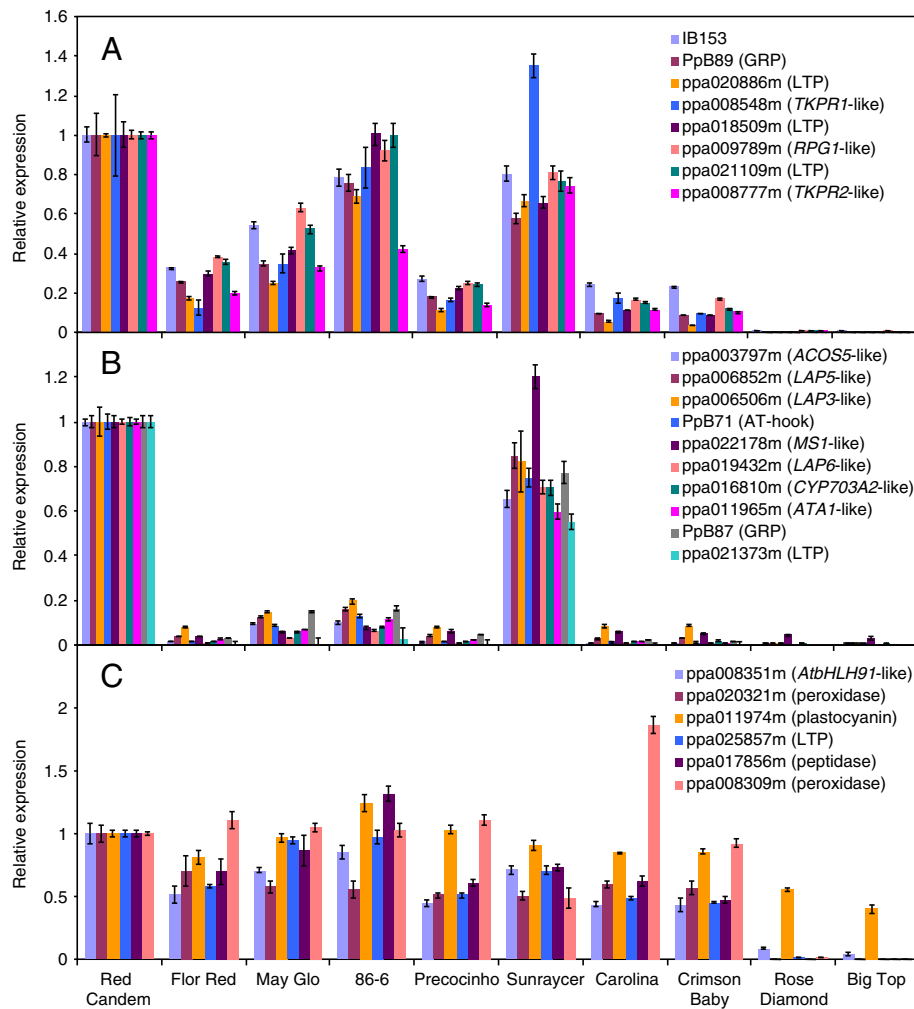 A
Relative expression
1.6
1.4
1.2
1
0.8
0.6
0.4
0.2
0
IB153
PpB89 (GRP)
ppa020886m (LTP)
ppa008548m (TKPR1-like)
ppa018509m (LTP)
ppa009789m (RPG1-like)
ppa021109m (LTP)
ppa008777m (TKPR2-like)
B
Relative expression
1.2
1
0.8
0.6
0.4
0.2
0
ppa003797m (ACOS5-like)
ppa006852m (LAP5-like)
ppa006506m (LAP3-like)
PpB71 (AT-hook)
ppa022178m (MS1-like)
ppa019432m (LAP6-like)
ppa016810m (CYP703A2-like)
ppa011965m (ATA1-like)
PpB87 (GRP)
ppa021373m (LTP)
C
Relative expression
2
1.5
1
0.5
0
ppa008351m (AtbHLH91-like)
ppa020321m (peroxidase)
ppa011974m (plastocyanin)
ppa025857m (LTP)
ppa017856m (peptidase)
ppa008309m (peroxidase)
Red Candem
Flor Red
May Glo
86-6
Precocinho
Sunraycer
Carolina
Crimson Baby
Rose Diamond
Big Top